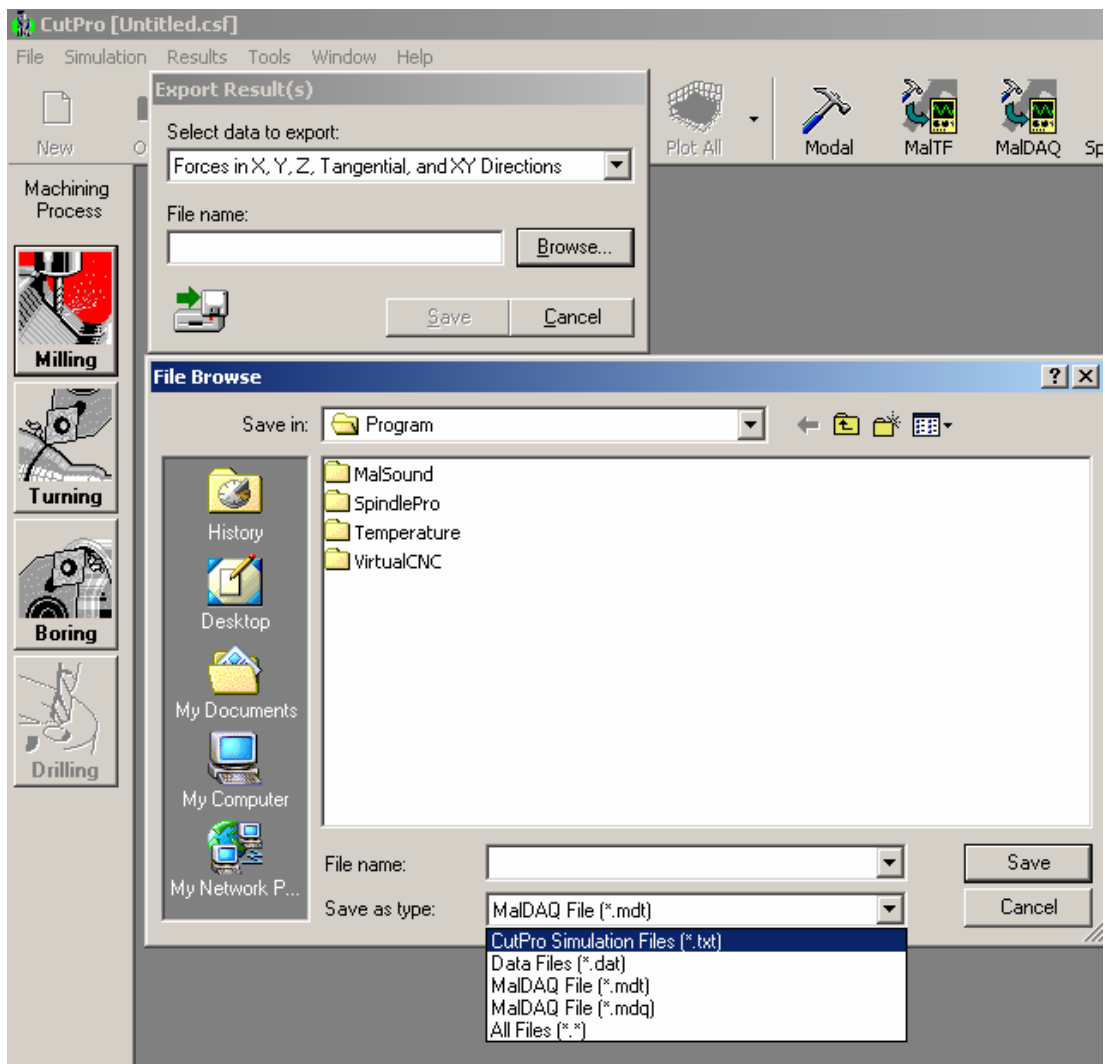 CutPro [Untitled.csf]
File Simulation Results Tools Window Help
New
Plot All
Modal
MalTF
MalDAQ
Export Result(s)
Select data to export:
Forces in X, Y, Z, Tangential, and XY Directions
File name:
Browse...
Save
Cancel
Machining
Process
Milling
Turning
Boring
Drilling
File Browse
Save in:
Program
History
Desktop
My Documents
My Computer
My Network P...
MalSound
SpindlePro
Temperature
VirtualCNC
File name:
Save
Save as type:
MalDAQ File (*.mdt)
Cancel
CutPro Simulation Files (*.txt)
Data Files (*.dat)
MalDAQ File (*.mdt)
MalDAQ File (*.mdq)
All Files (*.*)